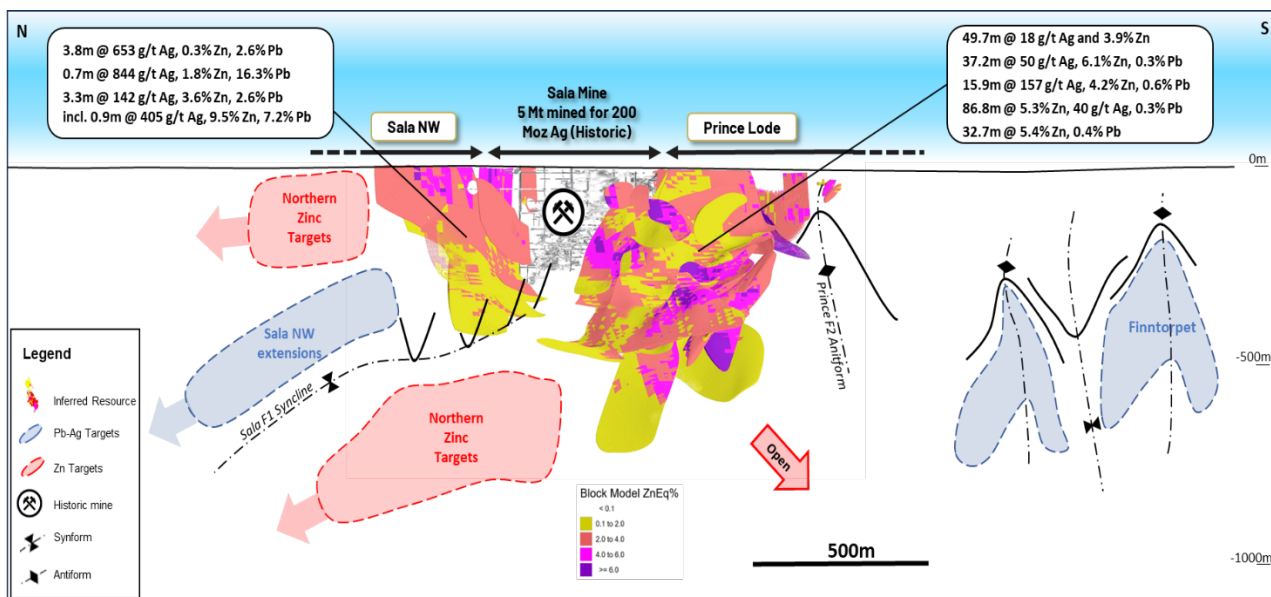 N
S
3.8m @ 653 g/t Ag, 0.3% Zn, 2.6% Pb
0.7m @ 844 g/t Ag, 1.8% Zn, 16.3% Pb
3.3m @ 142 g/t Ag, 3.6% Zn, 2.6% Pb
incl. 0.9m @ 405 g/t Ag, 9.5% Zn, 7.2% Pb
49.7m @ 18 g/t Ag and 3.9% Zn
37.2m @ 50 g/t Ag, 6.1% Zn, 0.3% Pb
15.9m @ 157 g/t Ag, 4.2% Zn, 0.6% Pb
86.8m @ 5.3% Zn, 40 g/t Ag, 0.3% Pb
32.7m @ 5.4% Zn, 0.4% Pb
Sala Mine
5 Mt mined for 200
Moz Ag (Historic)
Sala NW
Prince Lode
0m
Northern
Zinc
Targets
Sala NW
extensions
Sala F1 Syncline
Northern
Zinc
Targets
Prince F2 Anitform
Finntorpet
Open
-500m
-1000m
Legend
Inferred Resource
Pb-Ag Targets
Zn Targets
Historic mine
Synform
Antiform
Block Model ZnEq%
< 0.1
0.1 to 2.0
2.0 to 4.0
4.0 to 6.0
>= 6.0
500m